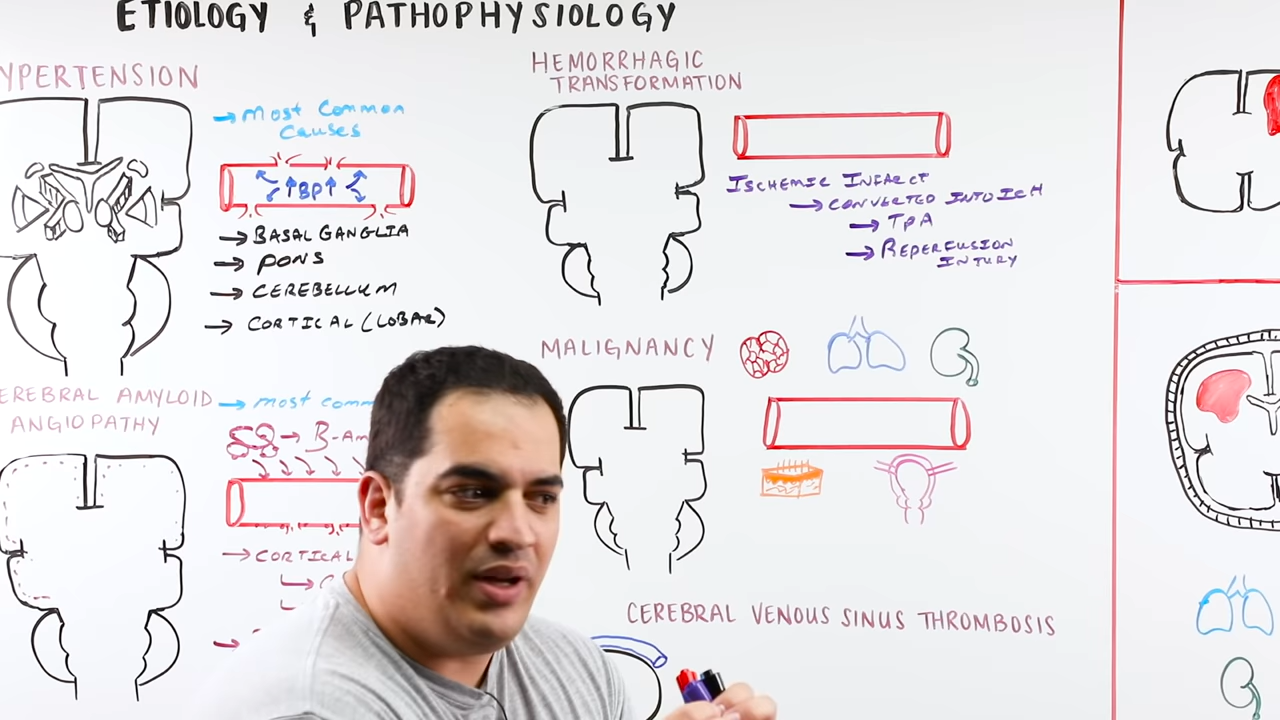 ETIOLOGY & PATHOPHYSIOLOGY
YPERTENSION
→ Most Common
Causes
↑BP↑
→ BASAL GANGLIA
→ PONS
→ CEREBELLUM
→ CORTICAL (LOBAR)
EREBRAL AMYLOID
ANGIOPATHY
→ most comm
→ B-Am
→ CORTICAL
HEMORRHAGIC
TRANSFORMATION
ISCHEMIC INFARCT
→ CONVERTED INTO ICH
→ TPA
→ REPERFUSION
INTURY
MALIGNANCY
CEREBRAL VENOUS SINUS THROMBOSIS